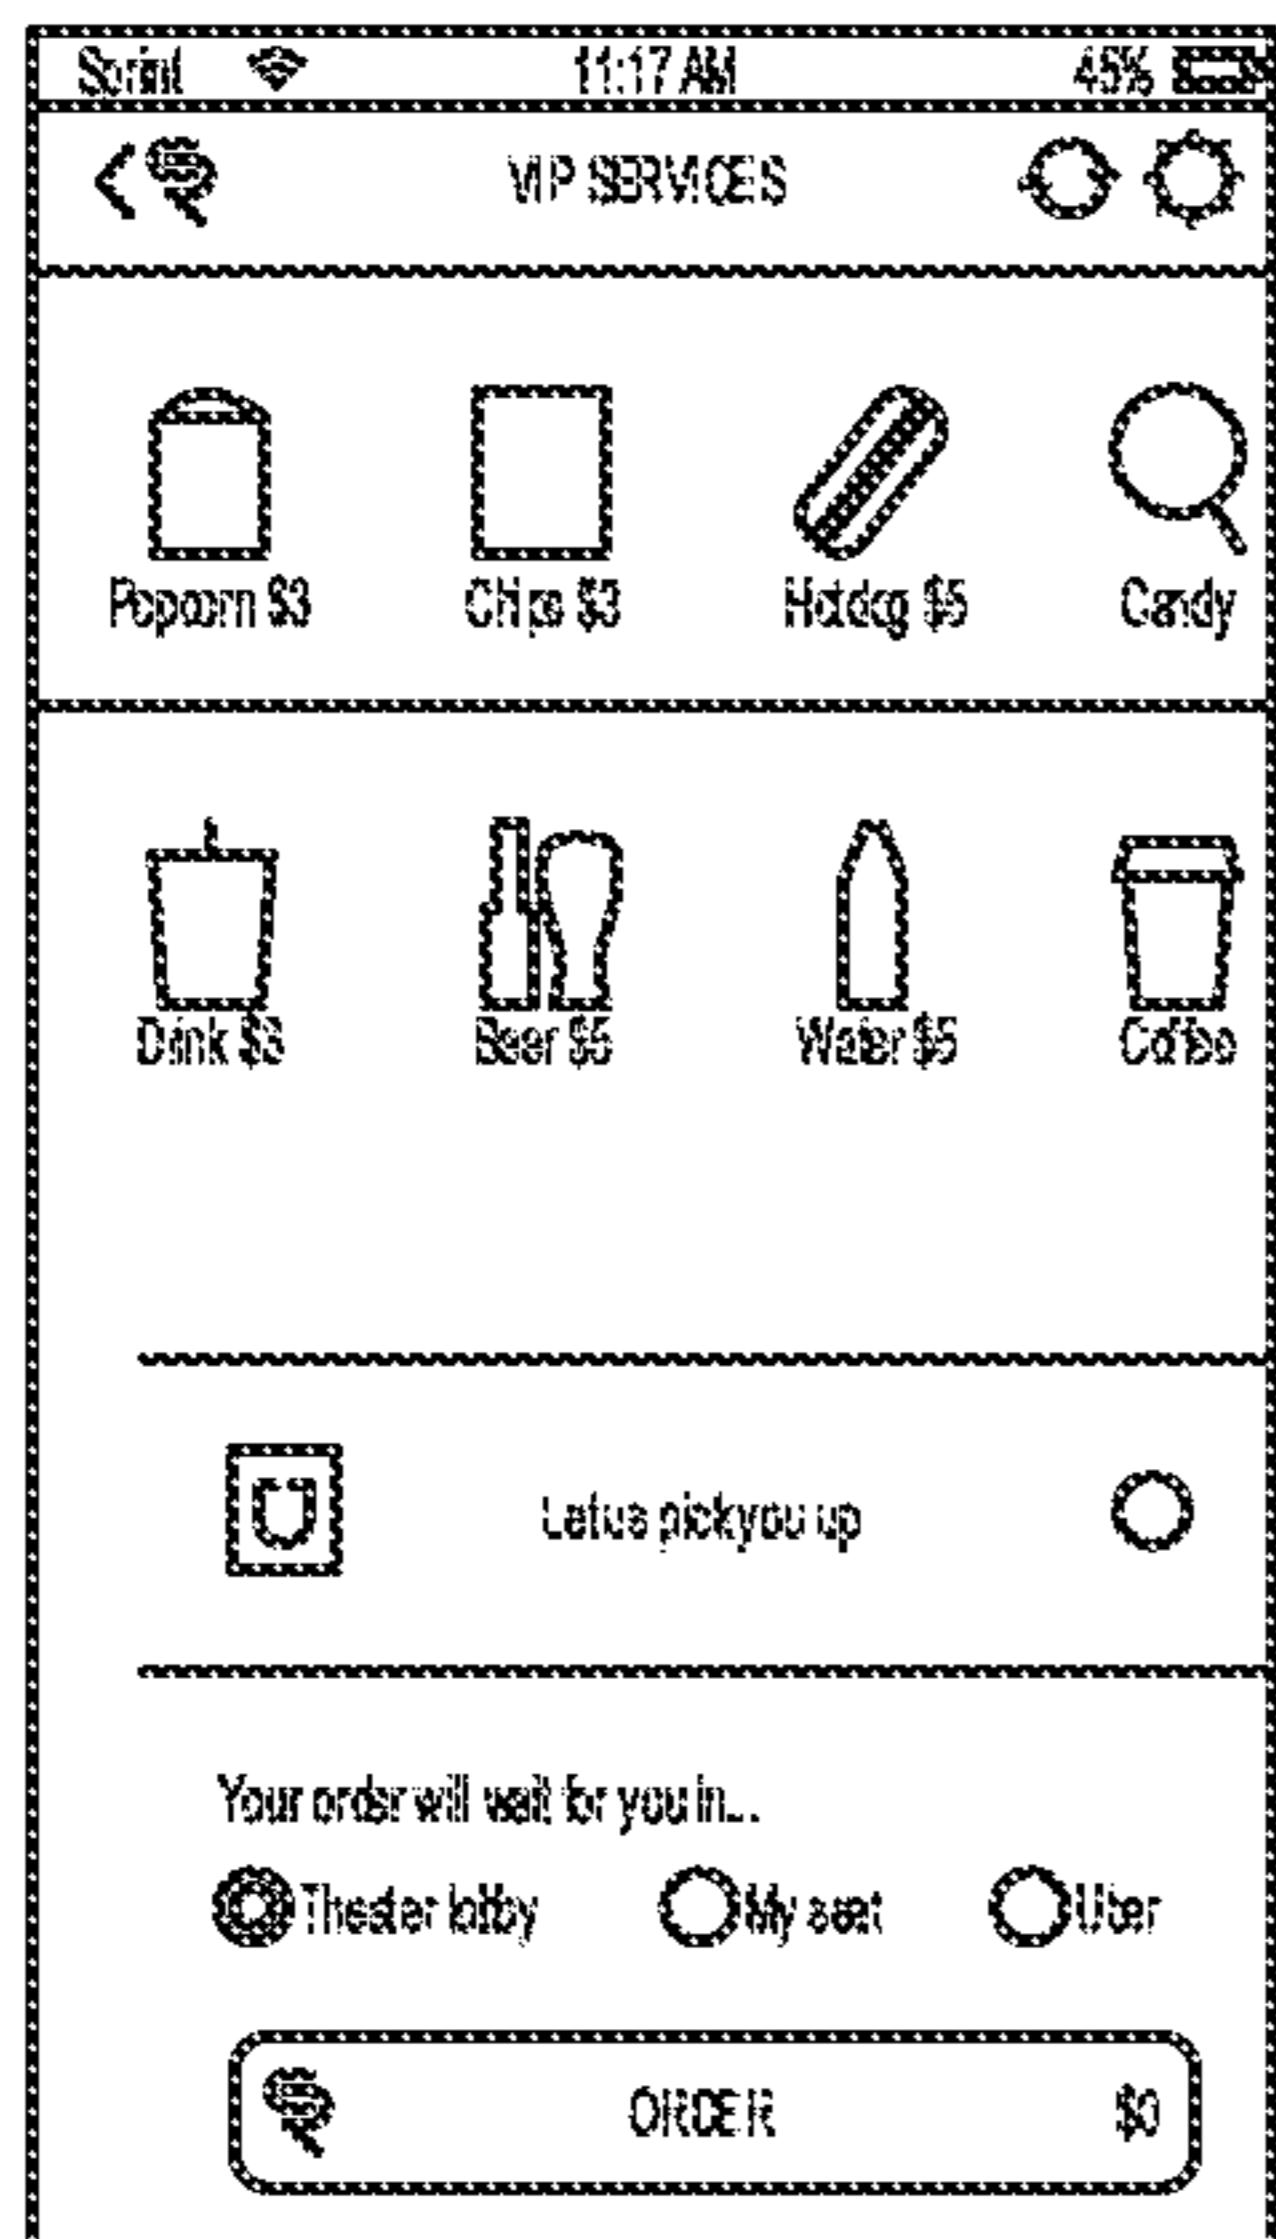 Sprint 11:17 AM 45%
VIP SERVICES
Popcorn $3 Chips $3 Hotdog $5 Candy
Drink $3 Beer $5 Water $5 Coffee
U Let us pick you up
Your order will wait for you in...
Theater lobby My seat Uber
ORDER $0